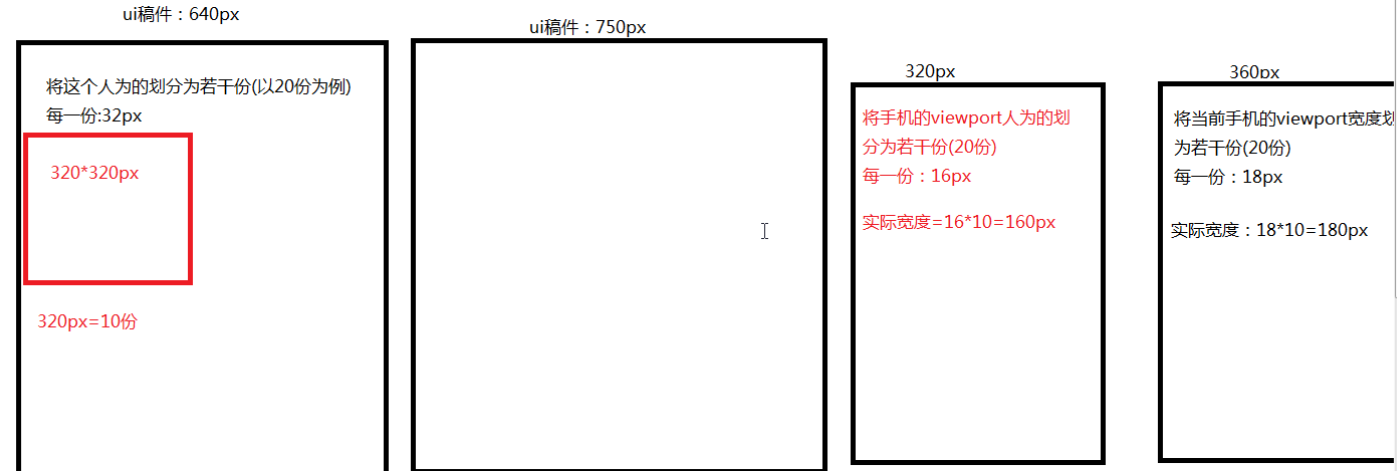 ui稿件：640px
将这个人为的划分为若干份(以20份为例)
每一份:32px
320*320px
320px=10份
ui稿件：750px
320px
将手机的viewport人为的划
分为若干份(20份)
每一份：16px
实际宽度=16*10=160px
360px
将当前手机的viewport宽度划
为若干份(20份)
每一份：18px
实际宽度：18*10=180px